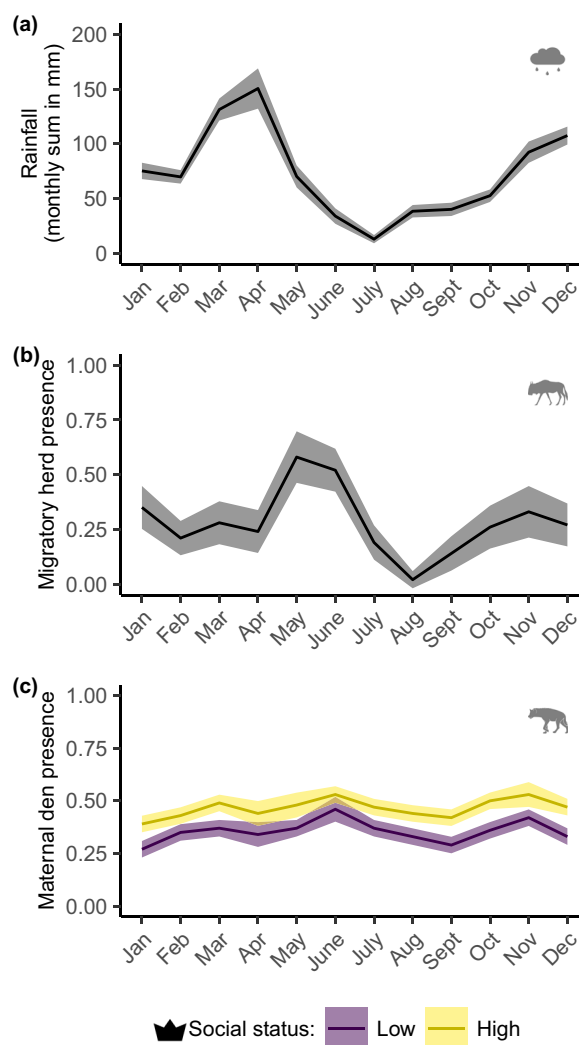 (a)
Rainfall
(monthly sum in mm)
200
150
100
50
0
Jan Feb Mar Apr May June July Aug Sept Oct Nov Dec
(b)
Migratory herd presence
1.00
0.75
0.50
0.25
0.00
Jan Feb Mar Apr May June July Aug Sept Oct Nov Dec
(c)
Maternal den presence
1.00
0.75
0.50
0.25
0.00
Jan Feb Mar Apr May June July Aug Sept Oct Nov Dec
Social status: Low High